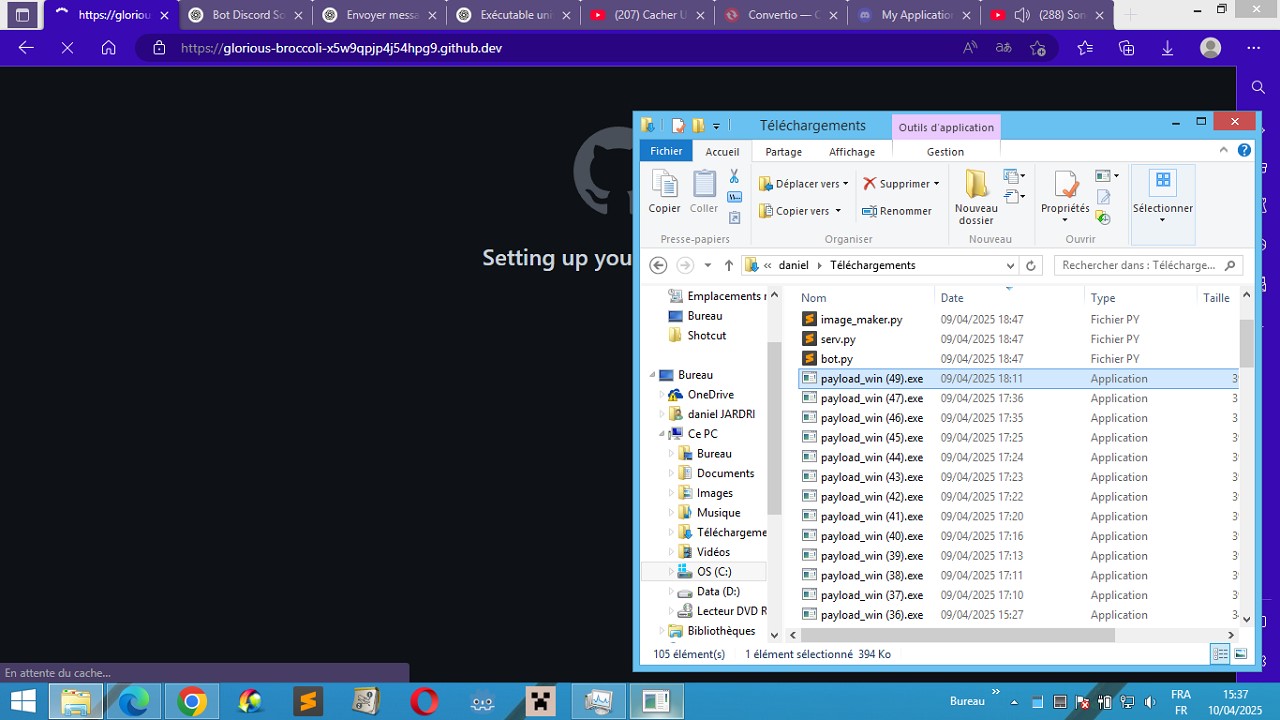 https://gloriou
Bot Discord So
Envoyer messa
Exécutable uni
(207) Cacher U
Convertio — C
My Application
(288) Son
https://glorious-broccoli-x5w9qpjp4j54hpg9.github.dev
Setting up you
En attente du cache...
Téléchargements
Outils d'application
Fichier
Accueil
Partage
Affichage
Gestion
Copier
Coller
Déplacer vers
Copier vers
Supprimer
Renommer
Nouveau
dossier
Propriétés
Sélectionner
Presse-papiers
Organiser
Nouveau
Ouvrir
« daniel Téléchargements
Rechercher dans : Télécharge...
Emplacements r
Bureau
Shotcut
Bureau
OneDrive
daniel JARDRI
Ce PC
Bureau
Documents
Images
Musique
Téléchargeme
Vidéos
OS (C:)
Data (D:)
Lecteur DVD R
Bibliothèques
Nom Date Type Taille
image_maker.py 09/04/2025 18:47 Fichier PY
serv.py 09/04/2025 18:47 Fichier PY
bot.py 09/04/2025 18:47 Fichier PY
payload_win (49).exe 09/04/2025 18:11 Application 3
payload_win (47).exe 09/04/2025 17:36 Application 3
payload_win (46).exe 09/04/2025 17:35 Application 3
payload_win (45).exe 09/04/2025 17:25 Application 3
payload_win (44).exe 09/04/2025 17:24 Application 3
payload_win (43).exe 09/04/2025 17:23 Application 3
payload_win (42).exe 09/04/2025 17:22 Application 3
payload_win (41).exe 09/04/2025 17:20 Application 3
payload_win (40).exe 09/04/2025 17:16 Application 3
payload_win (39).exe 09/04/2025 17:13 Application 3
payload_win (38).exe 09/04/2025 17:11 Application 3
payload_win (37).exe 09/04/2025 17:10 Application 3
payload_win (36).exe 09/04/2025 15:27 Application 3
105 élément(s) 1 élément sélectionné 394 Ko
Bureau
FRA
FR
15:37
10/04/2025